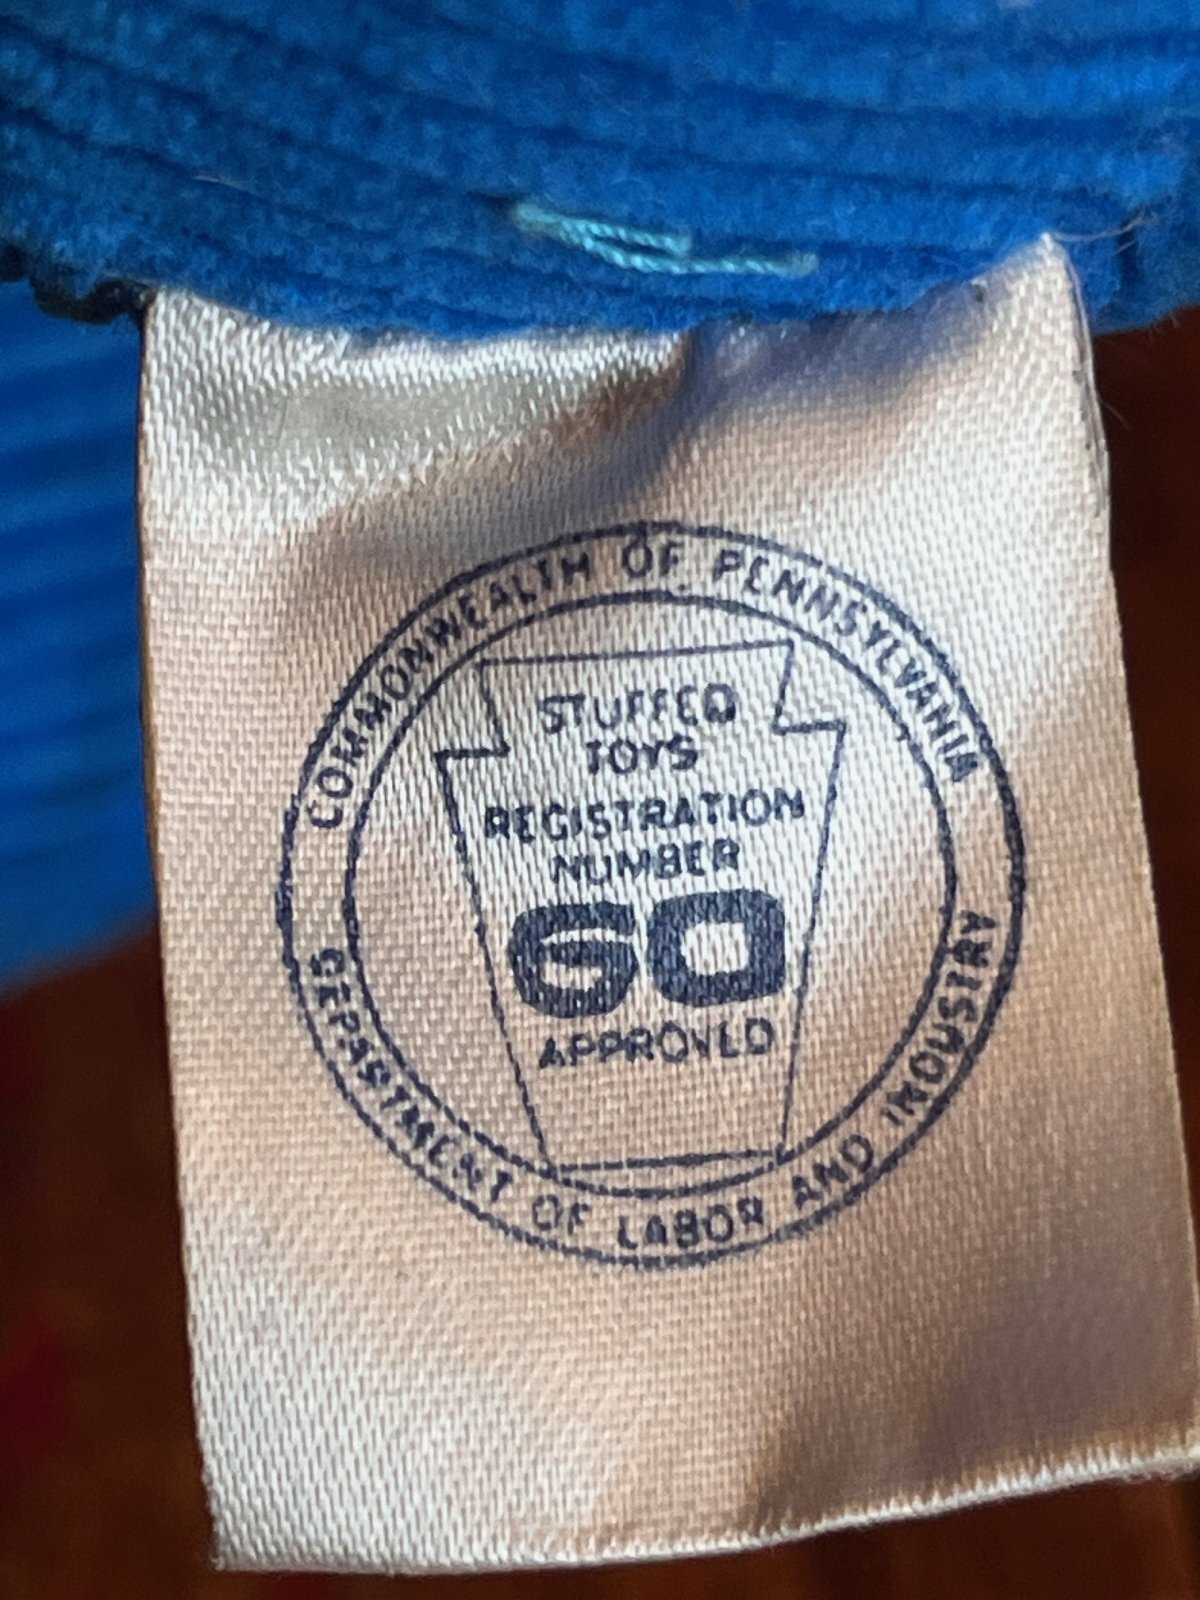 COMMONWEALTH OF PENNSYLVANIA
STUFFED
TOYS
REGISTRATION
NUMBER
60
APPROVED
DEPARTMENT OF LABOR AND INDUSTRY